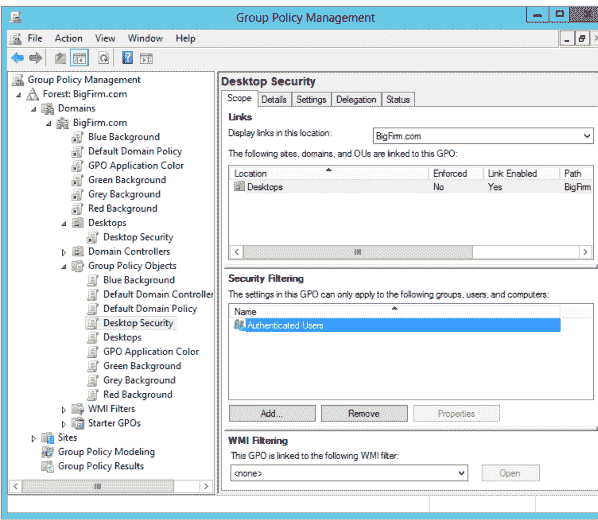 Group Policy Management
File Action View Window Help
Group Policy Management
Forest: BigFirm.com
Domains
BigFirm.com
Blue Background
Default Domain Policy
GPO Application Color
Green Background
Grey Background
Red Background
Desktops
Desktop Security
Domain Controllers
Group Policy Objects
Blue Background
Default Domain Controller
Default Domain Policy
Desktop Security
Desktops
GPO Application Color
Green Background
Grey Background
Red Background
WMI Filters
Starter GPOs
Sites
Group Policy Modeling
Group Policy Results
Desktop Security
Scope Details Settings Delegation Status
Links
Display links in this location: BigFirm.com
The following sites, domains, and OUs are linked to this GPO:
Location Enforced Link Enabled Path
Desktops No Yes BigFirm
Security Filtering
The settings in this GPO can only apply to the following groups, users, and computers:
Name
Authenticated Users
Add... Remove Properties
WMI Filtering
This GPO is linked to the following WMI filter:
<none> Open